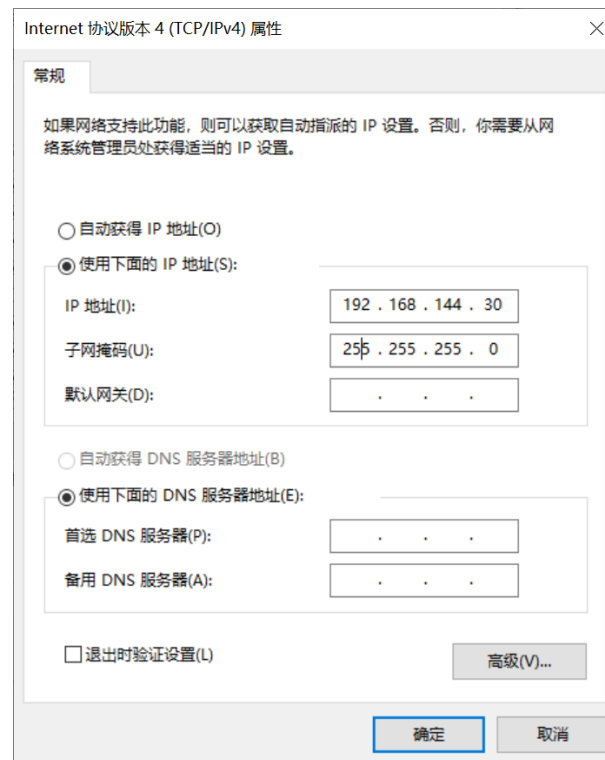 Internet 协议版本 4 (TCP/IPv4) 属性
常规
如果网络支持此功能，则可以获取自动指派的 IP 设置。否则，你需要从网
络系统管理员处获得适当的 IP 设置。
自动获得 IP 地址(O)
使用下面的 IP 地址(S):
IP 地址(I):
192 . 168 . 144 . 30
子网掩码(U):
255 . 255 . 255 . 0
默认网关(D):
. . .
自动获得 DNS 服务器地址(B)
使用下面的 DNS 服务器地址(E):
首选 DNS 服务器(P):
. . .
备用 DNS 服务器(A):
. . .
退出时验证设置(L)
高级(V)...
确定
取消